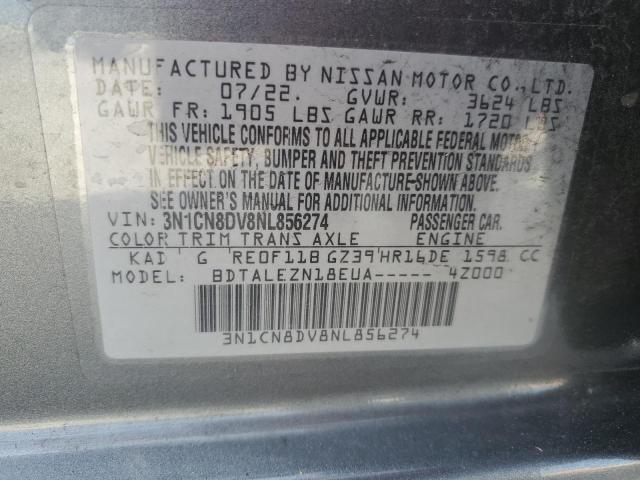 MANUFACTURED BY NISSAN MOTOR CO., LTD.
DATE: 07/22. GVWR: 3624 LBS
GAWR FR: 1905 LBS GAWR RR: 1720 LBS
THIS VEHICLE CONFORMS TO ALL APPLICABLE FEDERAL MOTOR
VEHICLE SAFETY, BUMPER AND THEFT PREVENTION STANDARDS
IN EFFECT ON THE DATE OF MANUFACTURE SHOWN ABOVE.
SEE OWNER'S MANUAL FOR ADDITIONAL INFORMATION.
VIN: 3N1CN8DV8NL856274 PASSENGER CAR.
COLOR TRIM TRANS AXLE ENGINE
KAD G RE0F11B GZ39 HR16DE 1598 CC
MODEL: BDTALEZN18EUA----- 4Z000
3N1CN8DV8NL856274